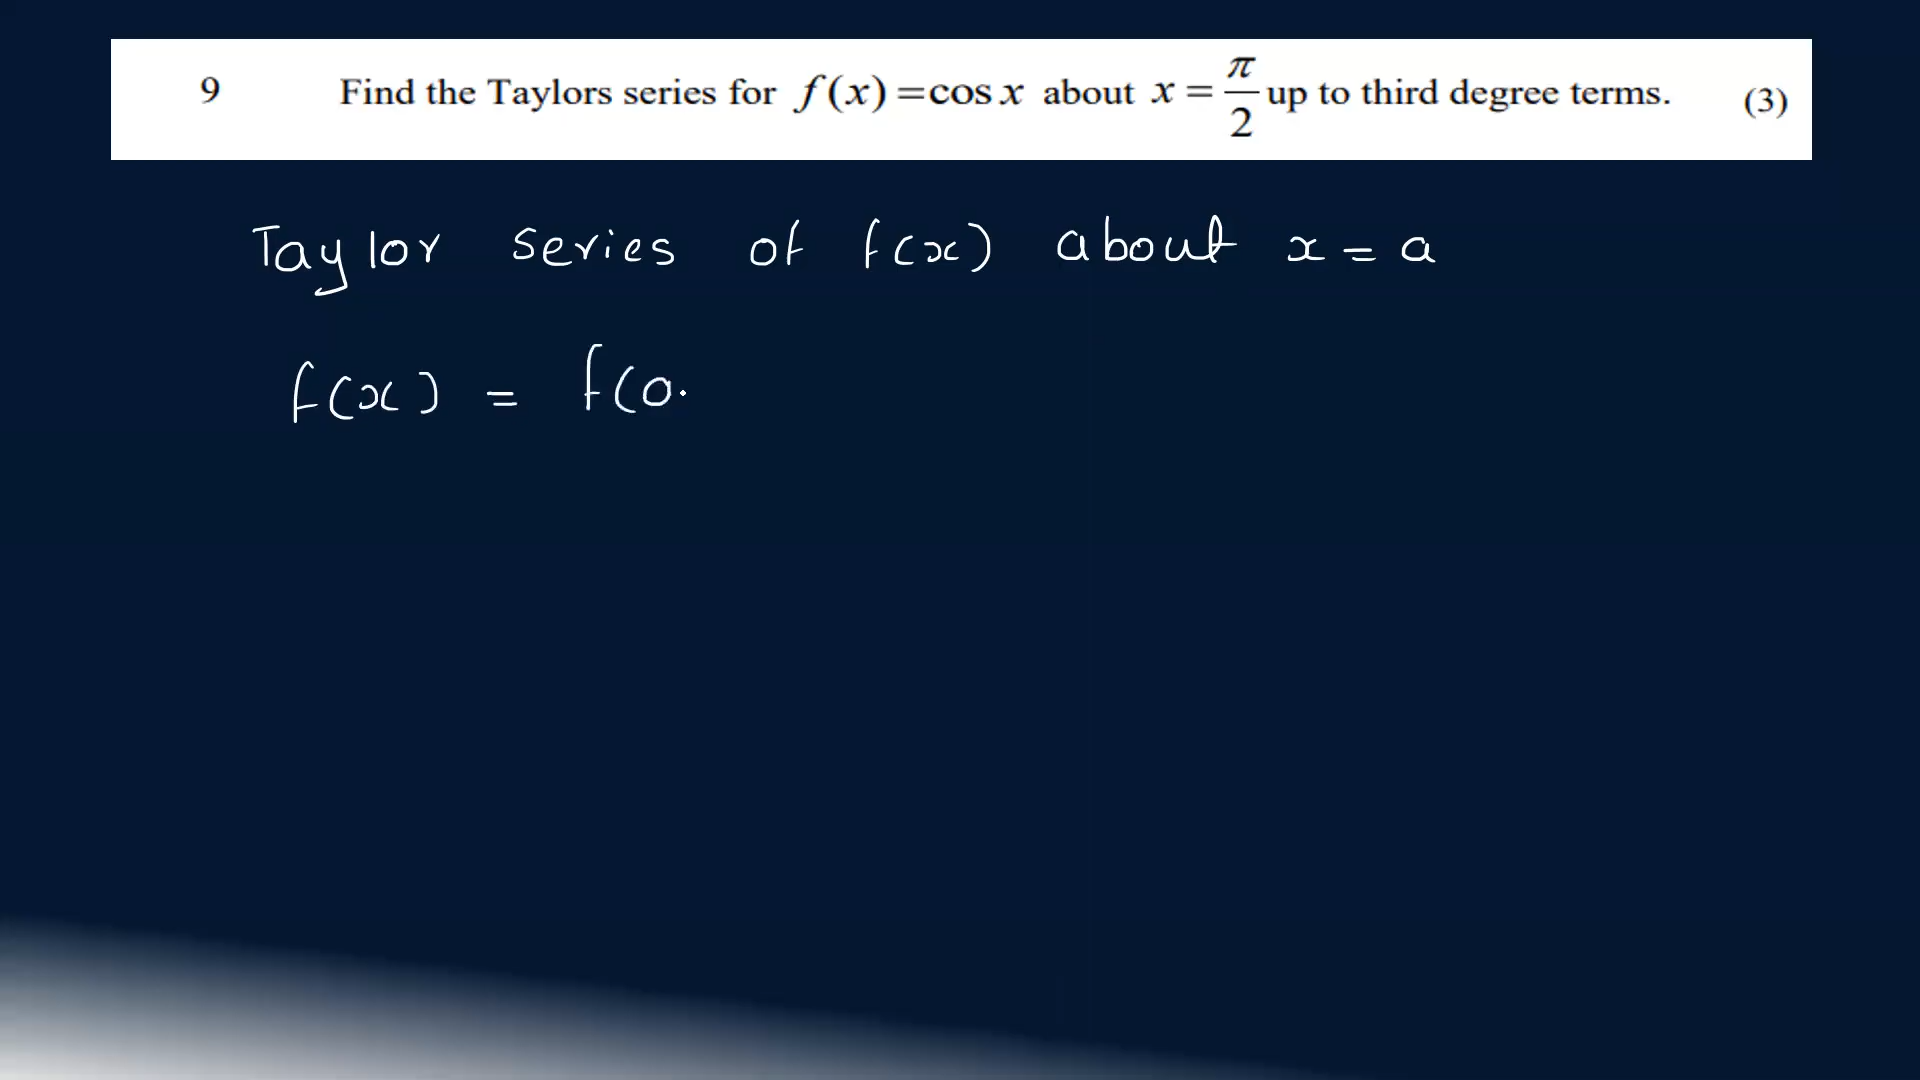 9 Find the Taylors series for f(x)=cos x about x = π/2 up to third degree terms. (3)
Taylor series of f(x) about x = a
f(x) = f(o.